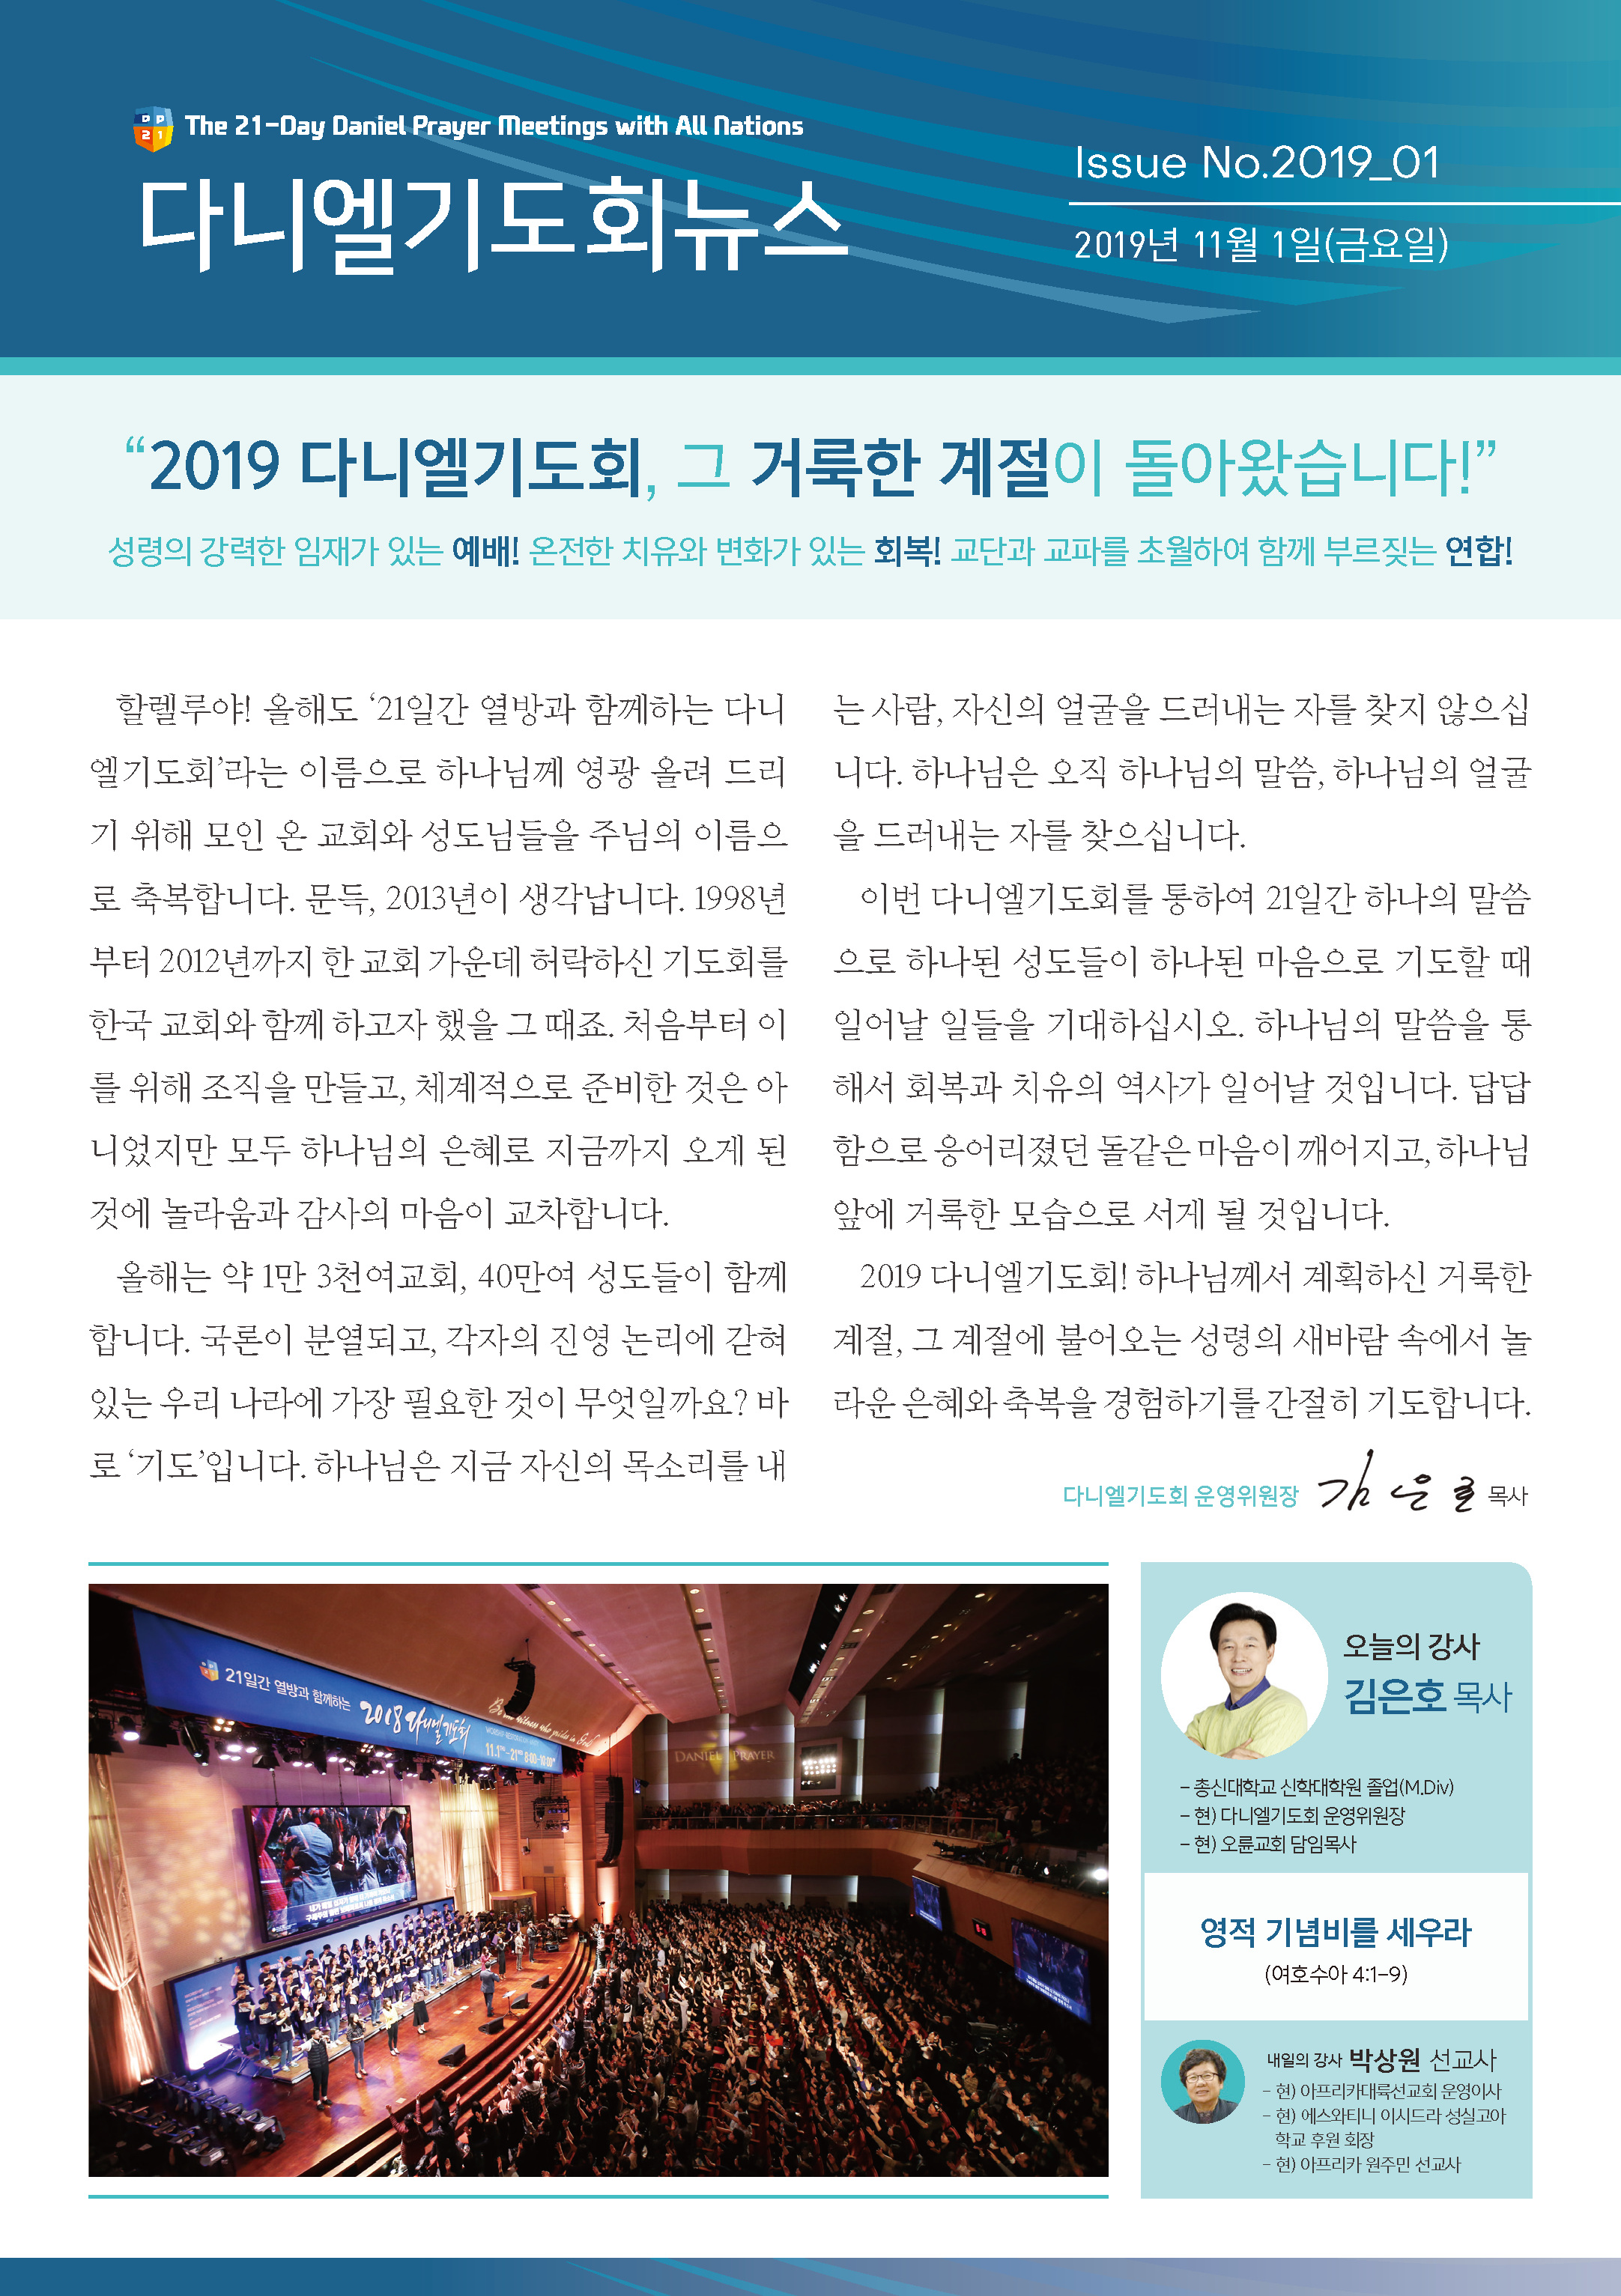 DP
21
The 21-Day Daniel Prayer Meetings with All Nations
다니엘기도회뉴스
Issue No.2019_01
2019년 11월 1일(금요일)
“2019 다니엘기도회, 그 거룩한 계절이 돌아왔습니다!”
성령의 강력한 임재가 있는 예배! 온전한 치유와 변화가 있는 회복! 교단과 교파를 초월하여 함께 부르짖는 연합!
할렐루야! 올해도 ‘21일간 열방과 함께하는 다니
엘기도회’라는 이름으로 하나님께 영광 올려 드리
기 위해 모인 온 교회와 성도님들을 주님의 이름으
로 축복합니다. 문득, 2013년이 생각납니다. 1998년
부터 2012년까지 한 교회 가운데 허락하신 기도회를
한국 교회와 함께 하고자 했을 그 때죠. 처음부터 이
를 위해 조직을 만들고, 체계적으로 준비한 것은 아
니었지만 모두 하나님의 은혜로 지금까지 오게 된
것에 놀라움과 감사의 마음이 교차합니다.
올해는 약 1만 3천여교회, 40만여 성도들이 함께
합니다. 국론이 분열되고, 각자의 진영 논리에 갇혀
있는 우리 나라에 가장 필요한 것이 무엇일까요? 바
로 ‘기도’입니다. 하나님은 지금 자신의 목소리를 내
는 사람, 자신의 얼굴을 드러내는 자를 찾지 않으십
니다. 하나님은 오직 하나님의 말씀, 하나님의 얼굴
을 드러내는 자를 찾으십니다.
이번 다니엘기도회를 통하여 21일간 하나의 말씀
으로 하나된 성도들이 하나된 마음으로 기도할 때
일어날 일들을 기대하십시오. 하나님의 말씀을 통
해서 회복과 치유의 역사가 일어날 것입니다. 답답
함으로 응어리졌던 돌같은 마음이 깨어지고, 하나님
앞에 거룩한 모습으로 서게 될 것입니다.
2019 다니엘기도회! 하나님께서 계획하신 거룩한
계절, 그 계절에 불어오는 성령의 새바람 속에서 놀
라운 은혜와 축복을 경험하기를 간절히 기도합니다.
다니엘기도회 운영위원장 김은호 목사
21일간 열방과 함께하는 2018 다니엘기도회
DANIEL PRAYER
오늘의 강사
김은호 목사
- 총신대학교 신학대학원 졸업(M.Div)
- 현) 다니엘기도회 운영위원장
- 현) 오륜교회 담임목사
영적 기념비를 세우라
(여호수아 4:1-9)
내일의 강사 박상원 선교사
- 현) 아프리카대륙선교회 운영이사
- 현) 에스와티니 이시드라 성실고아
학교 후원 회장
- 현) 아프리카 원주민 선교사